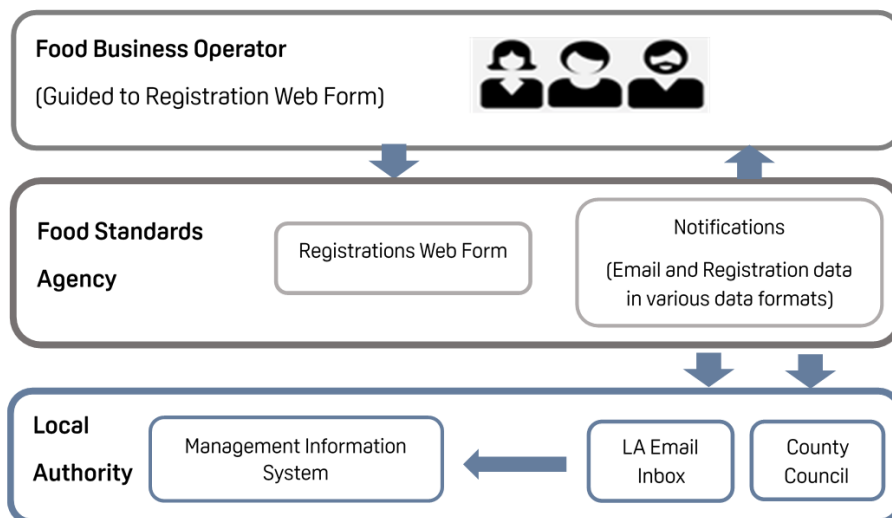 Food Business Operator
(Guided to Registration Web Form)
Food Standards
Agency
Registrations Web Form
Notifications
(Email and Registration data
in various data formats)
Local
Authority
Management Information
System
LA Email
Inbox
County
Council